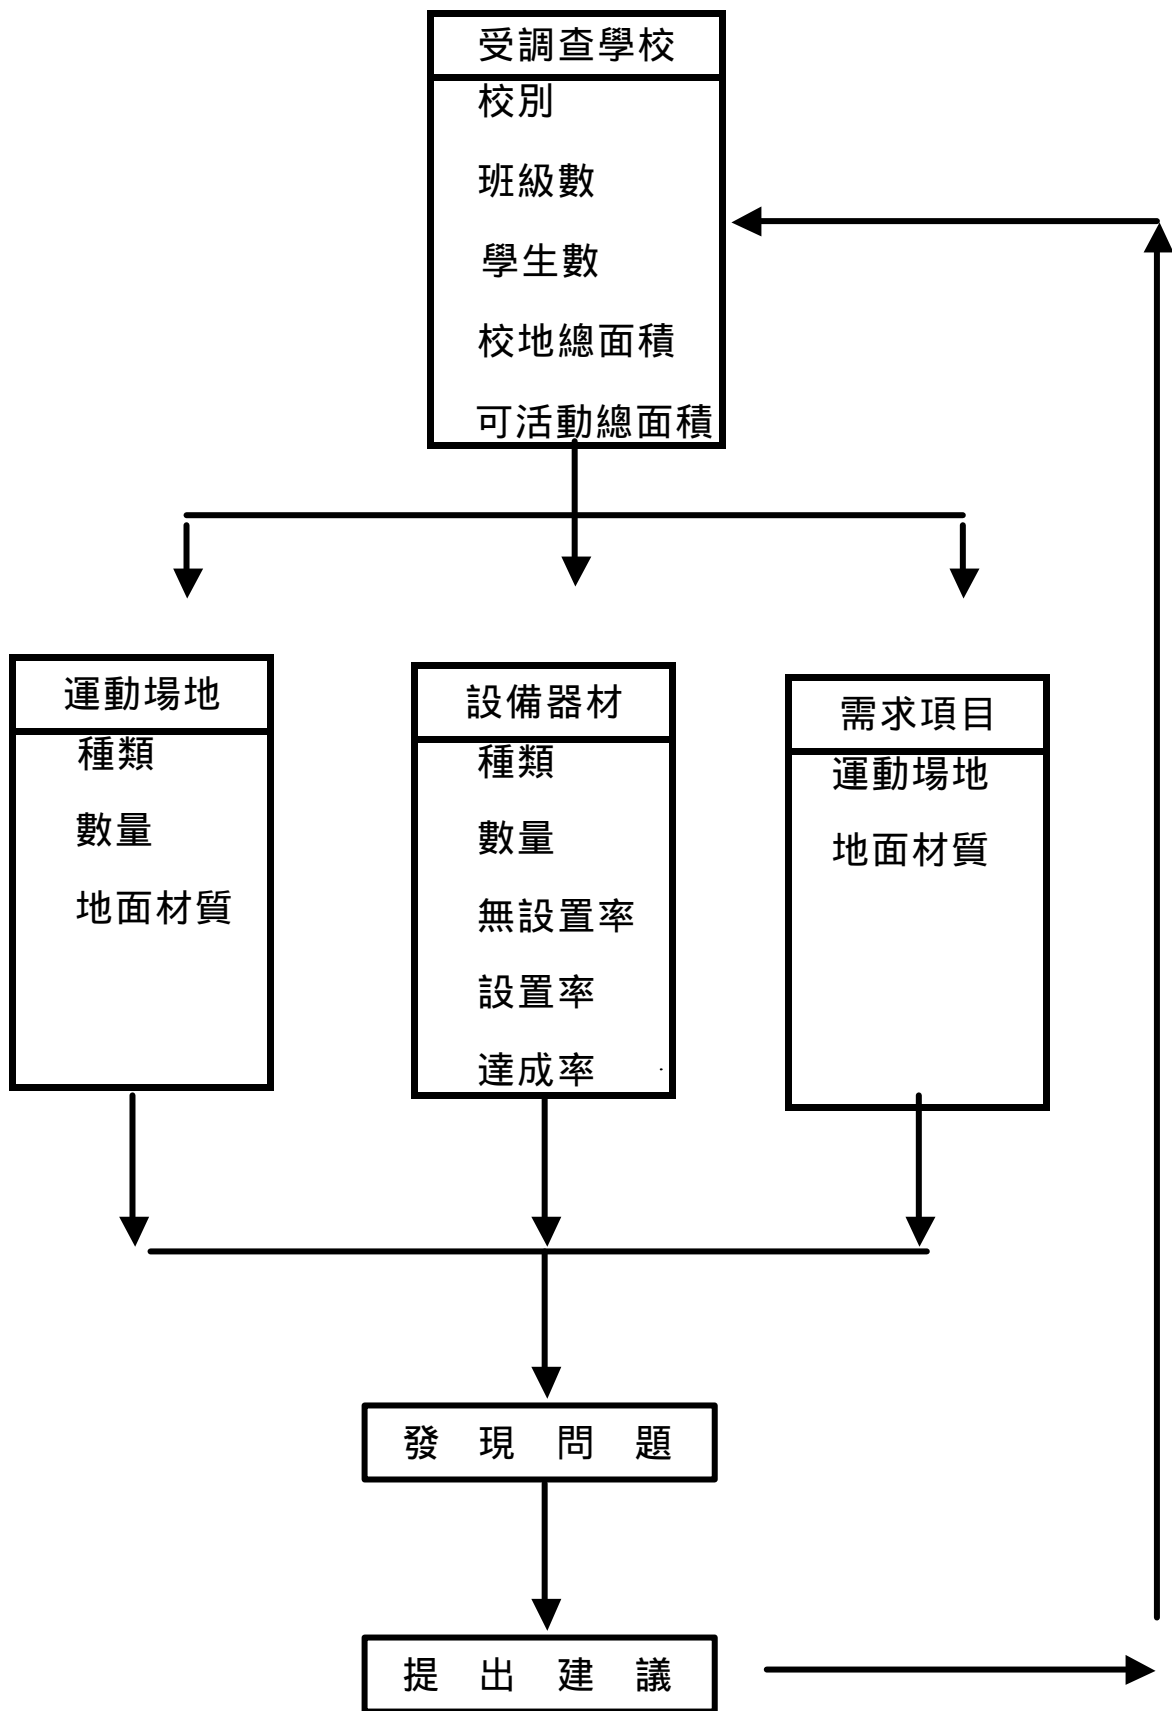 受調查學校
校別
班級數
學生數
校地總面積
可活動總面積
運動場地
種類
數量
地面材質
設備器材
種類
數量
無設置率
設置率
達成率
需求項目
運動場地
地面材質
發 現 問 題
提 出 建 議